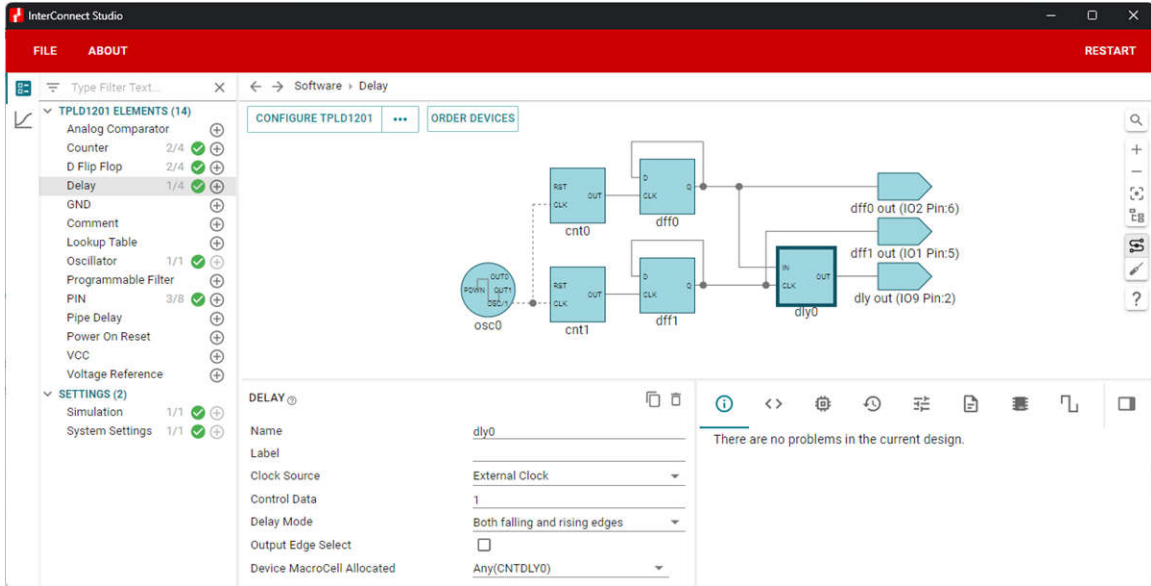 InterConnect Studio
FILE ABOUT RESTART
Type Filter Text...
Software › Delay
TPLD1201 ELEMENTS (14)
Analog Comparator
Counter 2/4
D Flip Flop 2/4
Delay 1/4
GND
Comment
Lookup Table
Oscillator 1/1
Programmable Filter
PIN 3/8
Pipe Delay
Power On Reset
VCC
Voltage Reference
SETTINGS (2)
Simulation 1/1
System Settings 1/1
CONFIGURE TPLD1201 ••• ORDER DEVICES
RST
CLK
OUT
cnt0
D
CLK
Q
dff0
dff0 out (IO2 Pin:6)
dff1 out (IO1 Pin:5)
dly out (IO9 Pin:2)
IN
CLK
OUT
dly0
POWN
OUT0
OUT1
OSC/1
osc0
RST
CLK
OUT
cnt1
D
CLK
Q
dff1
DELAY
Name dly0
Label
Clock Source External Clock
Control Data 1
Delay Mode Both falling and rising edges
Output Edge Select
Device MacroCell Allocated Any(CNTDLY0)
There are no problems in the current design.